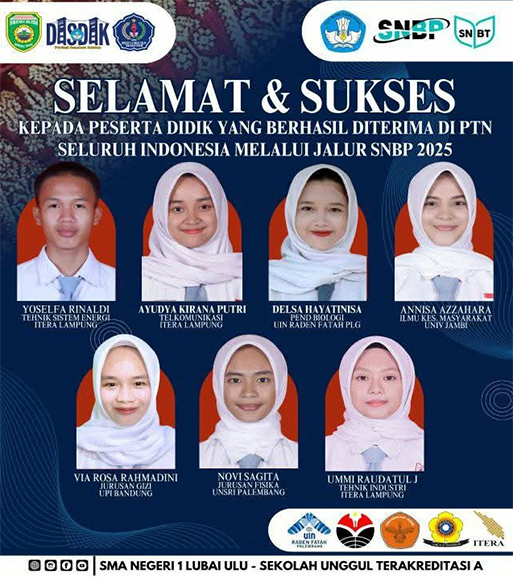 DISDIK
Provinsi Sumatera Selatan
SNBP
SNBT
SELAMAT & SUKSES
KEPADA PESERTA DIDIK YANG BERHASIL DITERIMA DI PTN
SELURUH INDONESIA MELALUI JALUR SNBP 2025
YOSELFA RINALDI
TEHNIK SISTEM ENERGI
ITERA LAMPUNG
AYUDYA KIRANA PUTRI
TELKOMUNIKASI
ITERA LAMPUNG
DELSA HAYATINISA
PEND BIOLOGI
UIN RADEN FATAH PLG
ANNISA AZZAHARA
ILMU KES. MASYARAKAT
UNIV JAMBI
VIA ROSA RAHMADINI
JURUSAN GIZI
UPI BANDUNG
NOVI SAGITA
JURUSAN FISIKA
UNSRI PALEMBANG
UMMI RAUDATUL J
TEHNIK INDUSTRI
ITERA LAMPUNG
uin
RADEN FATAH
PALEMBANG
ITERA
SMA NEGERI 1 LUBAI ULU - SEKOLAH UNGGUL TERAKREDITASI A